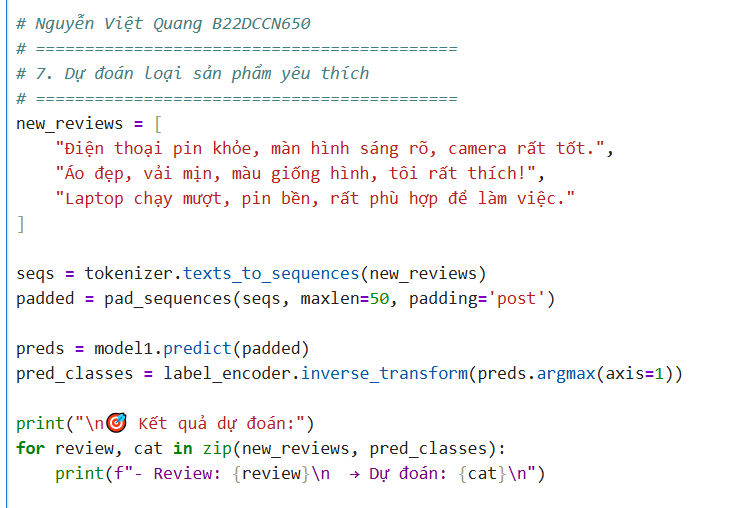 # Nguyễn Việt Quang B22DCCN650
# ===========================================
# 7. Dự đoán loại sản phẩm yêu thích
# ===========================================
new_reviews = [
    "Điện thoại pin khỏe, màn hình sáng rõ, camera rất tốt.",
    "Áo đẹp, vải mịn, màu giống hình, tôi rất thích!",
    "Laptop chạy mượt, pin bền, rất phù hợp để làm việc."
]
seqs = tokenizer.texts_to_sequences(new_reviews)
padded = pad_sequences(seqs, maxlen=50, padding='post')
preds = model1.predict(padded)
pred_classes = label_encoder.inverse_transform(preds.argmax(axis=1))
print("\n🎯 Kết quả dự đoán:")
for review, cat in zip(new_reviews, pred_classes):
    print(f"- Review: {review}\n  → Dự đoán: {cat}\n")